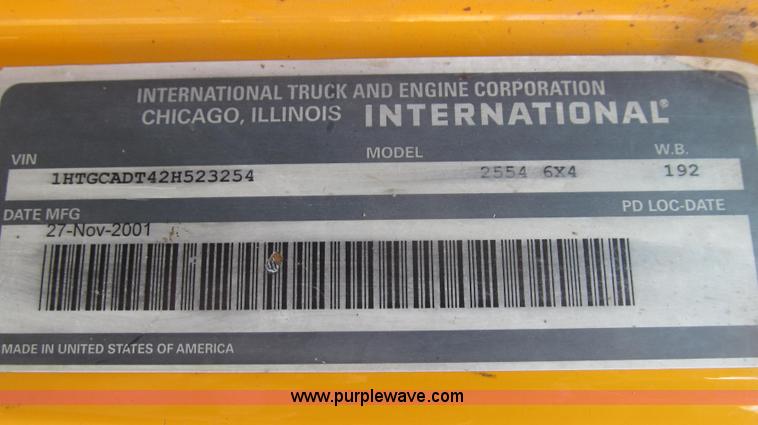 INTERNATIONAL TRUCK AND ENGINE CORPORATION
CHICAGO, ILLINOIS INTERNATIONAL®
VIN MODEL W.B.
1HTGCADT42H523254 2554 6X4 192
DATE MFG PD LOC-DATE
27-Nov-2001
MADE IN UNITED STATES OF AMERICA
www.purplewave.com